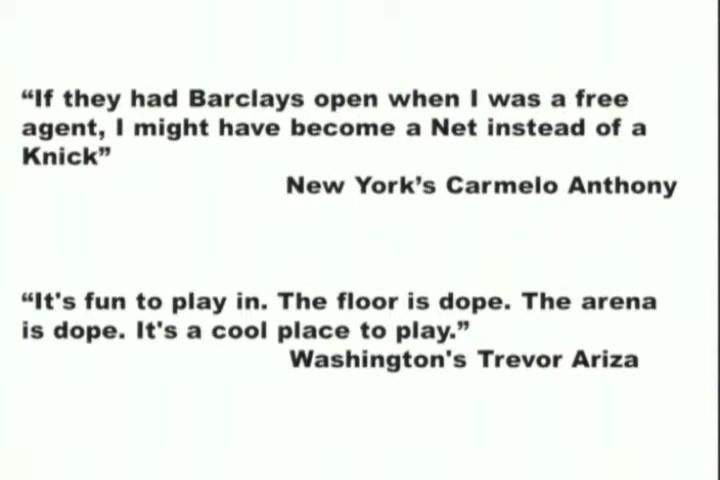 “If they had Barclays open when I was a free
agent, I might have become a Net instead of a
Knick”
New York’s Carmelo Anthony
“It's fun to play in. The floor is dope. The arena
is dope. It's a cool place to play.”
Washington's Trevor Ariza